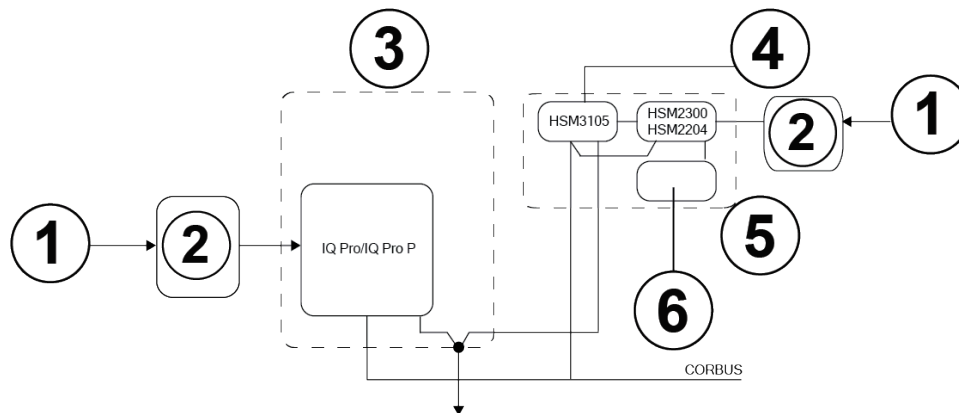 3
4
HSM3105
HSM2300
HSM2204
2
1
5
1
2
IQ Pro/IQ Pro P
6
CORBUS